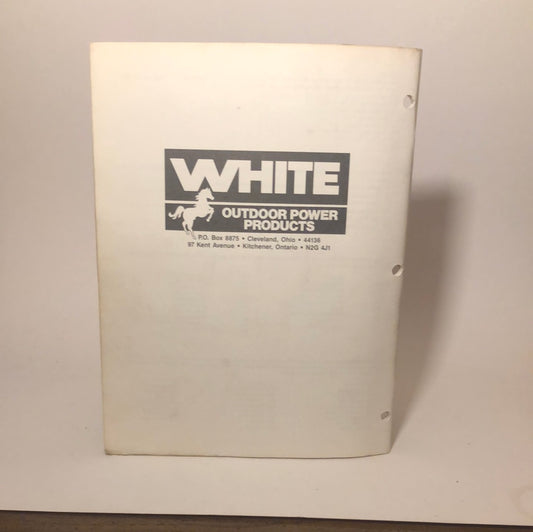 WHITE
OUTDOOR POWER
PRODUCTS
P.O. Box 8875 • Cleveland, Ohio • 44136
97 Kent Avenue • Kitchener, Ontario • N2G 4J1